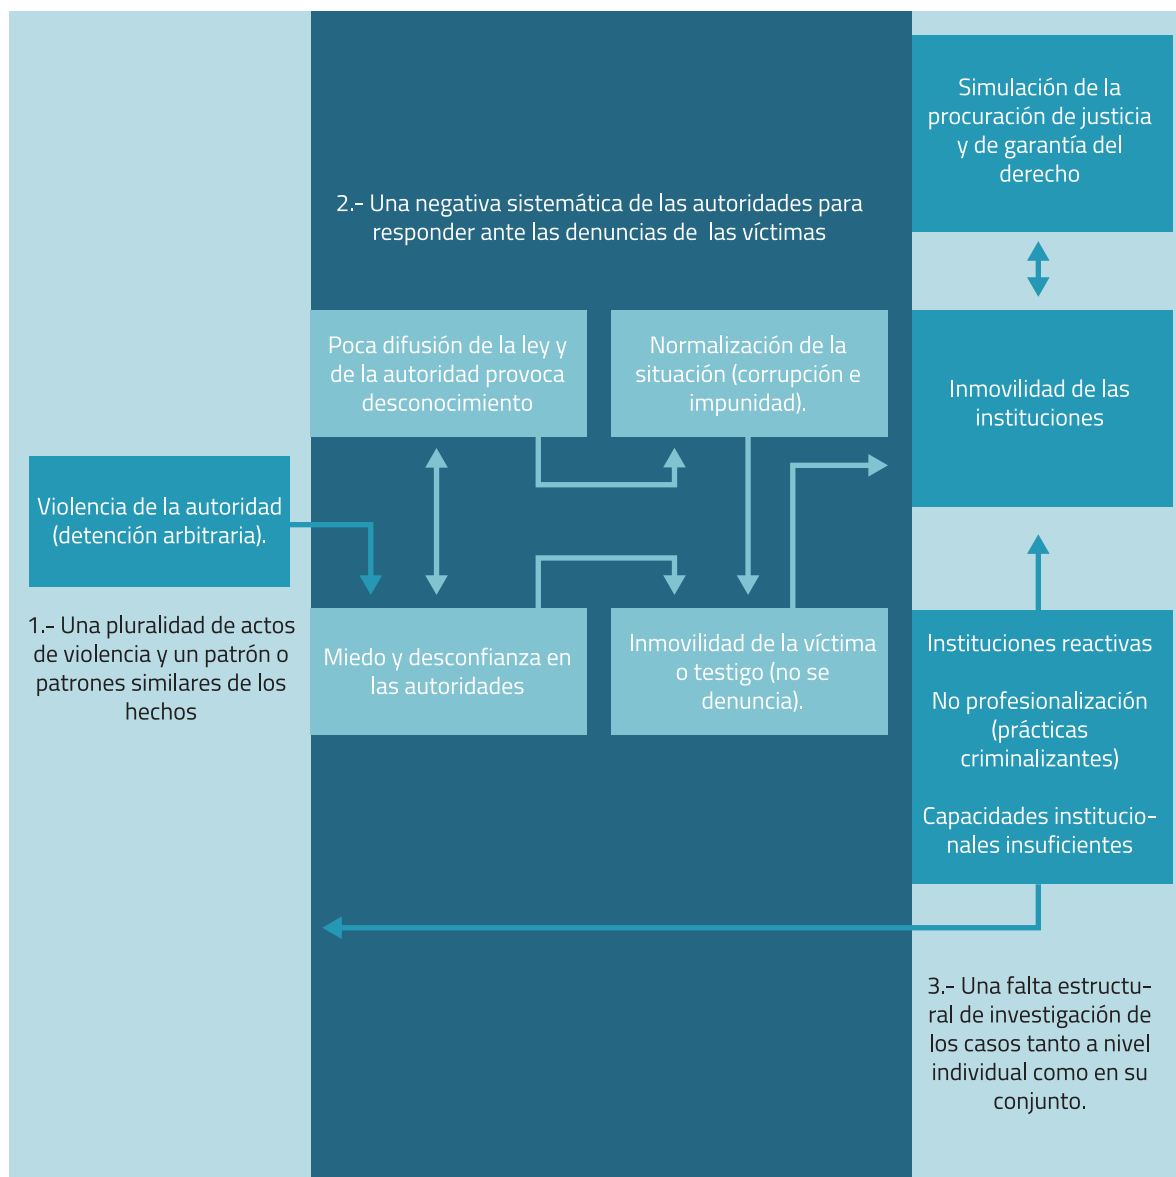 Violencia de la autoridad
(detención arbitraria).
1.- Una pluralidad de actos
de violencia y un patrón o
patrones similares de los
hechos
2.- Una negativa sistemática de las autoridades para
responder ante las denuncias de las víctimas
Poca difusión de la ley y
de la autoridad provoca
desconocimiento
Normalización de la
situación (corrupción e
impunidad).
Miedo y desconfianza en
las autoridades
Inmovilidad de la víctima
o testigo (no se
denuncia).
Simulación de la
procuración de justicia
y de garantía del
derecho
Inmovilidad de las
instituciones
Instituciones reactivas
No profesionalización
(prácticas
criminalizantes)
Capacidades institucio-
nales insuficientes
3.- Una falta estructu-
ral de investigación de
los casos tanto a nivel
individual como en su
conjunto.